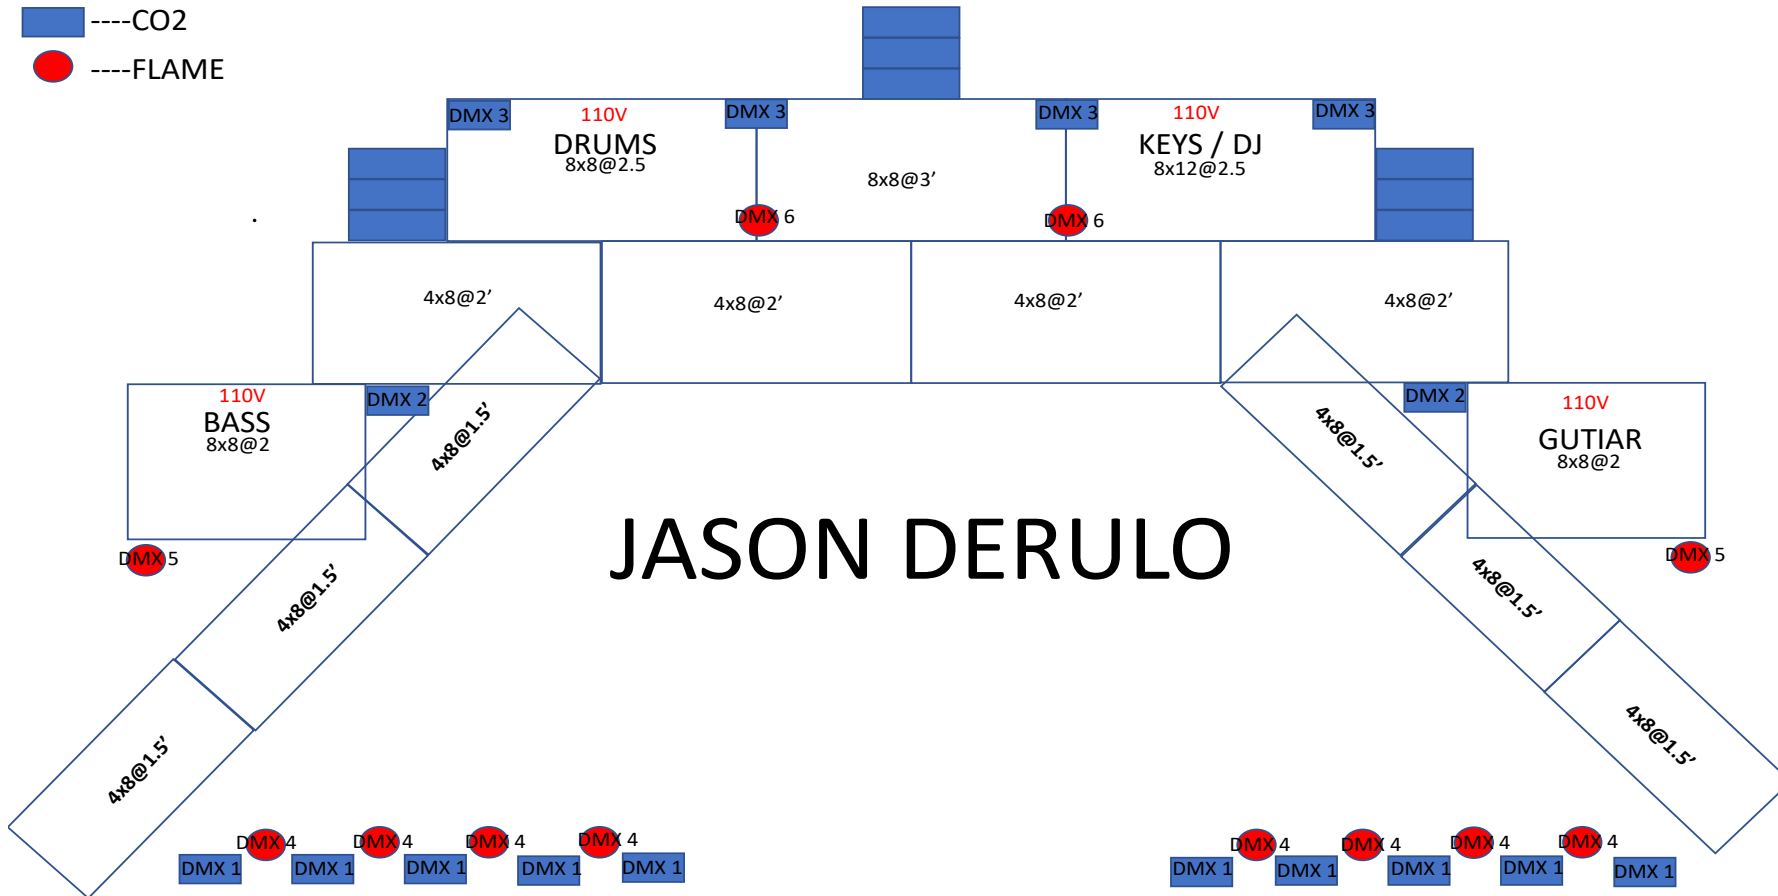 ----CO2
----FLAME
DMX 3
110V
DRUMS
8x8@2.5
DMX 3
DMX 3
110V
KEYS / DJ
8x12@2.5
DMX 3
8x8@3’
DMX 6
DMX 6
4x8@2’
4x8@2’
4x8@2’
4x8@2’
110V
BASS
8x8@2
DMX 2
4x8@1.5’
4x8@1.5’
DMX 2
110V
GUTIAR
8x8@2
JASON DERULO
DMX 5
4x8@1.5’
4x8@1.5’
DMX 5
4x8@1.5’
4x8@1.5’
DMX 4
DMX 4
DMX 4
DMX 4
DMX 4
DMX 4
DMX 4
DMX 4
DMX 1
DMX 1
DMX 1
DMX 1
DMX 1
DMX 1
DMX 1
DMX 1
DMX 1
DMX 1